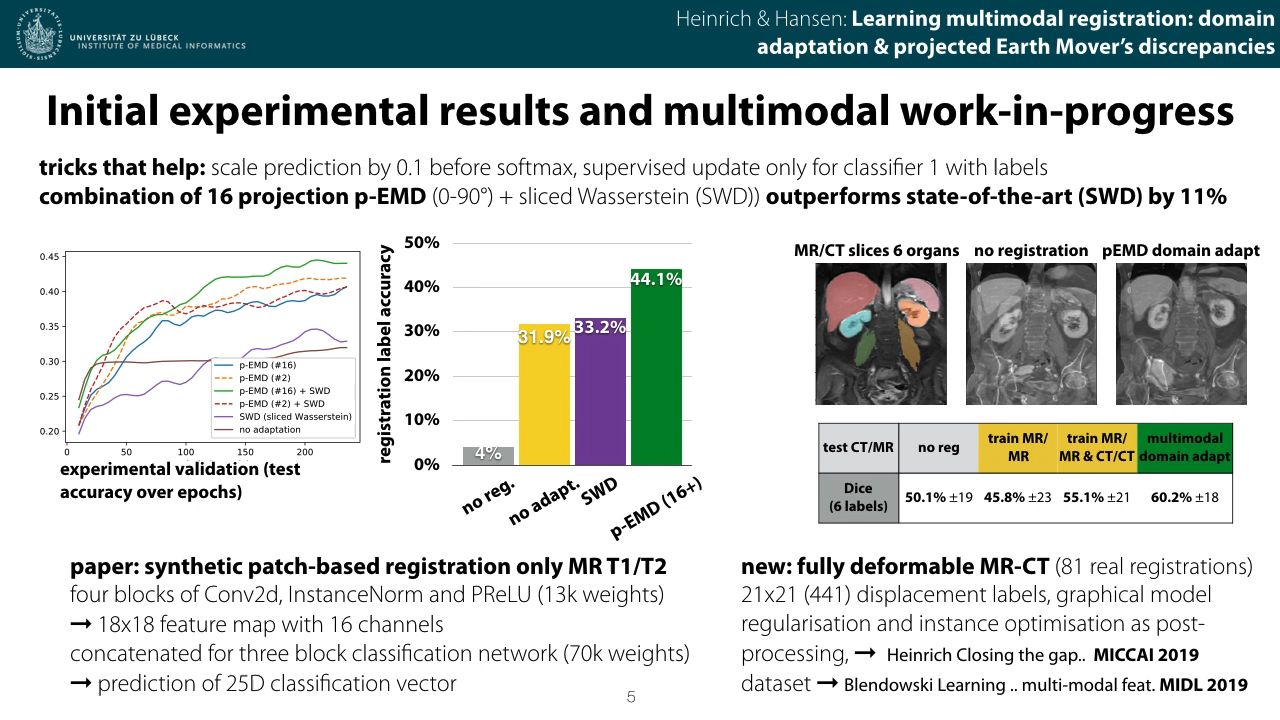 UNIVERSITÄT ZU LÜBECK
INSTITUTE OF MEDICAL INFORMATICS
Heinrich & Hansen: Learning multimodal registration: domain
adaptation & projected Earth Mover's discrepancies
Initial experimental results and multimodal work-in-progress
tricks that help: scale prediction by 0.1 before softmax, supervised update only for classifier 1 with labels
combination of 16 projection p-EMD (0-90°) + sliced Wasserstein (SWD)) outperforms state-of-the-art (SWD) by 11%
0.45
0.40
0.35
0.30
0.25
0.20
0 50 100 150 200
p-EMD (#16)
p-EMD (#2)
p-EMD (#16) + SWD
p-EMD (#2) + SWD
SWD (sliced Wasserstein)
no adaptation
experimental validation (test
accuracy over epochs)
registration label accuracy
50%
40%
30%
20%
10%
0%
4%
31.9%
33.2%
44.1%
no reg.
no adapt.
SWD
p-EMD (16+)
MR/CT slices 6 organs no registration pEMD domain adapt
test CT/MR
no reg
train MR/
MR
train MR/
MR & CT/CT
multimodal
domain adapt
Dice
(6 labels)
50.1% ±19 45.8% ±23 55.1% ±21 60.2% ±18
paper: synthetic patch-based registration only MR T1/T2
four blocks of Conv2d, InstanceNorm and PReLU (13k weights)
→ 18x18 feature map with 16 channels
concatenated for three block classification network (70k weights)
→ prediction of 25D classification vector
new: fully deformable MR-CT (81 real registrations)
21x21 (441) displacement labels, graphical model
regularisation and instance optimisation as post-
processing, → Heinrich Closing the gap.. MICCAI 2019
dataset → Blendowski Learning .. multi-modal feat. MIDL 2019
5